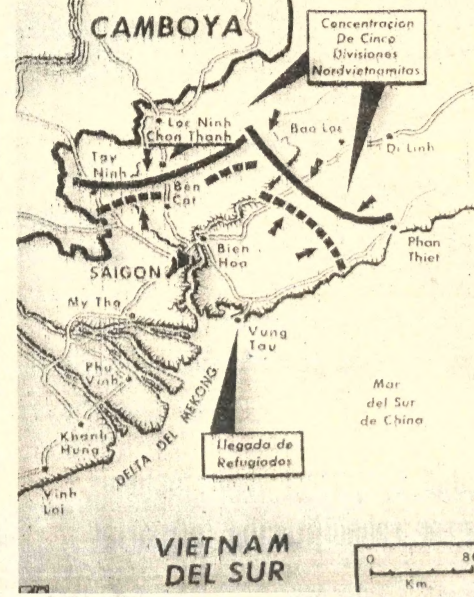 CAMBOYA
Concentracion
De Cinco
Divisiones
Nordvietnamitas
Loc Ninh
Chon Thanh
Bao Loc
Di Linh
Tay
Ninh
Ben
Cat
Bien
Hoa
Phan
Thiet
SAIGON
My Tho
Vung
Tau
Phu
Vinh
Mar
del Sur
de China
Khanh
Hung
DELTA DEL MEKONG
Llegada de
Refugiados
Vinh
Loi
VIETNAM
DEL SUR
0
Km.